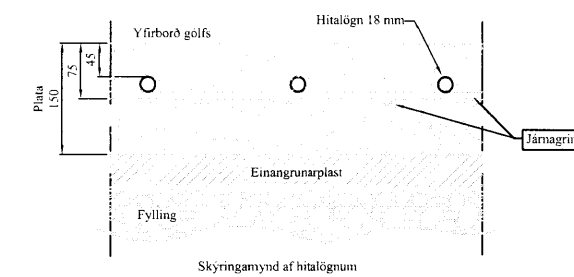 Yfirborð gólfs
Hitalögn 18 mm
45
75
Plata
150
Járnagrin
Einangrunarplast
Fylling
Skýringamynd af hitalögnum